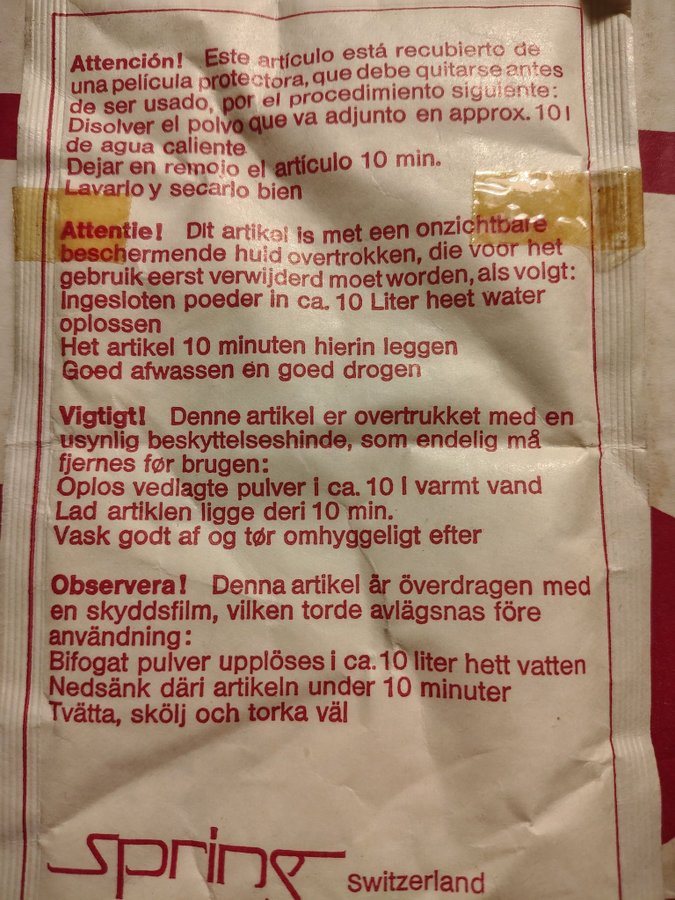 Attención! Este artículo está recubierto de
una película protectora, que debe quitarse antes
de ser usado, por el procedimiento siguiente:
Disolver el polvo que va adjunto en approx. 10 l
de agua caliente
Dejar en remojo el artículo 10 min.
Lavarlo y secarlo bien
Attentie! Dit artikel is met een onzichtbare
beschermende huid overtrokken, die voor het
gebruik eerst verwijderd moet worden, als volgt:
Ingesloten poeder in ca. 10 Liter heet water
oplossen
Het artikel 10 minuten hierin leggen
Goed afwassen en goed drogen
Vigtigt! Denne artikel er overtrukket med en
usynlig beskyttelseshinde, som endelig må
fjernes før brugen:
Oplos vedlagte pulver i ca. 10 l varmt vand
Lad artiklen ligge deri 10 min.
Vask godt af og tør omhyggeligt efter
Observera! Denna artikel är överdragen med
en skyddsfilm, vilken torde avlägsnas före
användning:
Bifogat pulver upplöses i ca. 10 liter hett vatten
Nedsänk däri artikeln under 10 minuter
Tvätta, skölj och torka väl
spring Switzerland